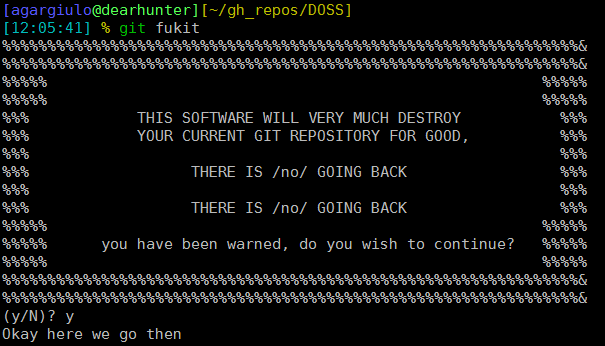 [agargiulo@dearhunter][~/gh_repos/DOSS]
[12:05:41] % git fukit
%%%%%%%%%%%%%%%%%%%%%%%%%%%%%%%%%%%%%%%%%%%%%%%%%%%%%%%%%%%%%%%%&
%%%%%%%%%%%%%%%%%%%%%%%%%%%%%%%%%%%%%%%%%%%%%%%%%%%%%%%%%%%%%%%%&
%%%%%                                                       %%%%%
%%%%%                                                       %%%%%
%%%            THIS SOFTWARE WILL VERY MUCH DESTROY           %%%
%%%            YOUR CURRENT GIT REPOSITORY FOR GOOD,          %%%
%%%                                                           %%%
%%%                  THERE IS /no/ GOING BACK                 %%%
%%%                                                           %%%
%%%                  THERE IS /no/ GOING BACK                 %%%
%%%%%                                                       %%%%%
%%%%%      you have been warned, do you wish to continue?   %%%%%
%%%%%                                                       %%%%%
%%%%%%%%%%%%%%%%%%%%%%%%%%%%%%%%%%%%%%%%%%%%%%%%%%%%%%%%%%%%%%%%&
%%%%%%%%%%%%%%%%%%%%%%%%%%%%%%%%%%%%%%%%%%%%%%%%%%%%%%%%%%%%%%%%&
(y/N)? y
Okay here we go then